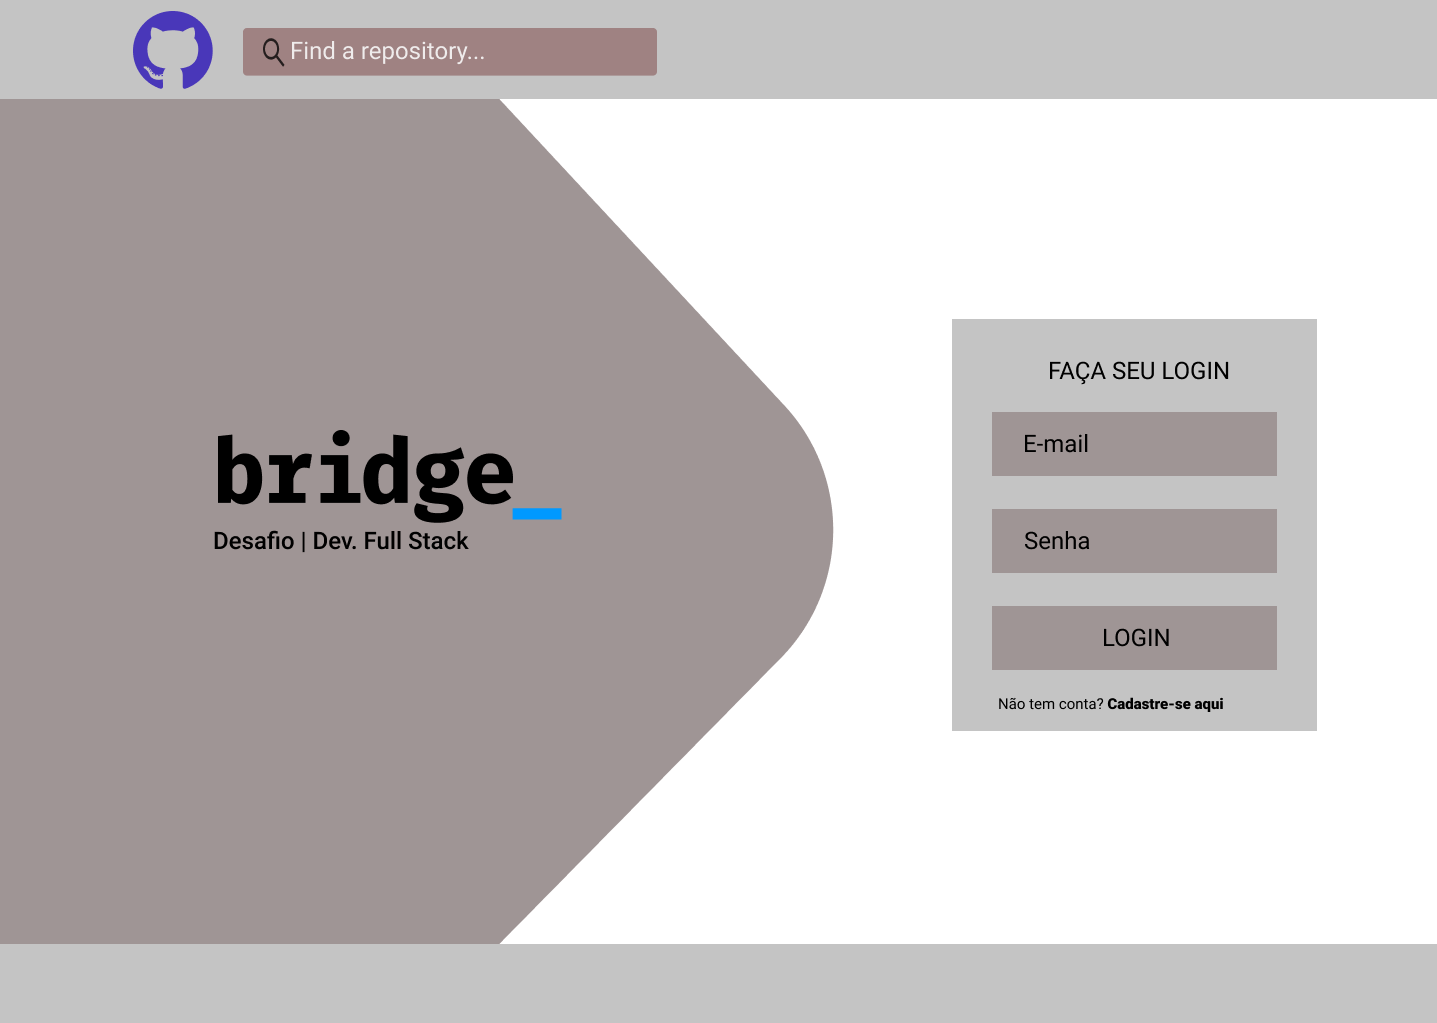 Find a repository...
bridge_
Desafio | Dev. Full Stack
FAÇA SEU LOGIN
E-mail
Senha
LOGIN
Não tem conta? Cadastre-se aqui